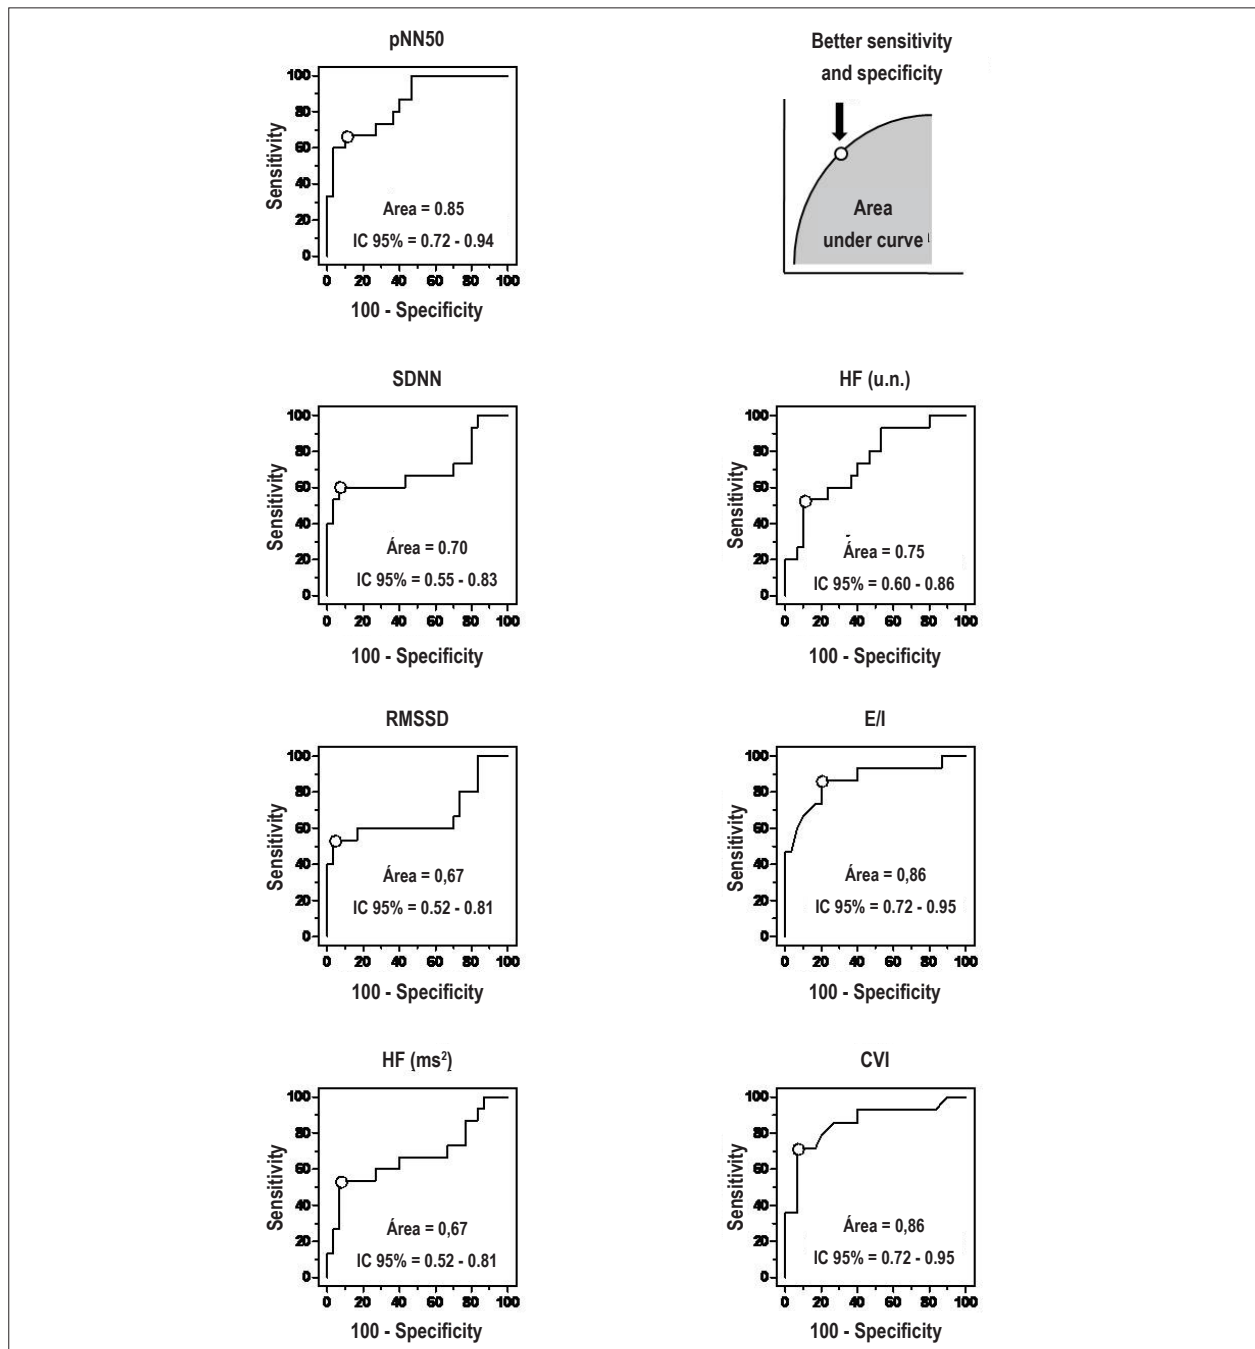 pNN50
Sensitivity
100
80
60
40
20
0
Area = 0.85
IC 95% = 0.72 - 0.94
0 20 40 60 80 100
100 - Specificity
Better sensitivity
and specificity
Area
under curve
SDNN
Sensitivity
100
80
60
40
20
0
Área = 0.70
IC 95% = 0.55 - 0.83
0 20 40 60 80 100
100 - Specificity
HF (u.n.)
Sensitivity
100
80
60
40
20
0
Área = 0.75
IC 95% = 0.60 - 0.86
0 20 40 60 80 100
100 - Specificity
RMSSD
Sensitivity
100
80
60
40
20
0
Área = 0,67
IC 95% = 0.52 - 0.81
0 20 40 60 80 100
100 - Specificity
E/I
Sensitivity
100
80
60
40
20
0
Área = 0,86
IC 95% = 0.72 - 0.95
0 20 40 60 80 100
100 - Specificity
HF (ms²)
Sensitivity
100
80
60
40
20
0
Área = 0,67
IC 95% = 0.52 - 0.81
0 20 40 60 80 100
100 - Specificity
CVI
Sensitivity
100
80
60
40
20
0
Área = 0,86
IC 95% = 0.72 - 0.95
0 20 40 60 80 100
100 - Specificity